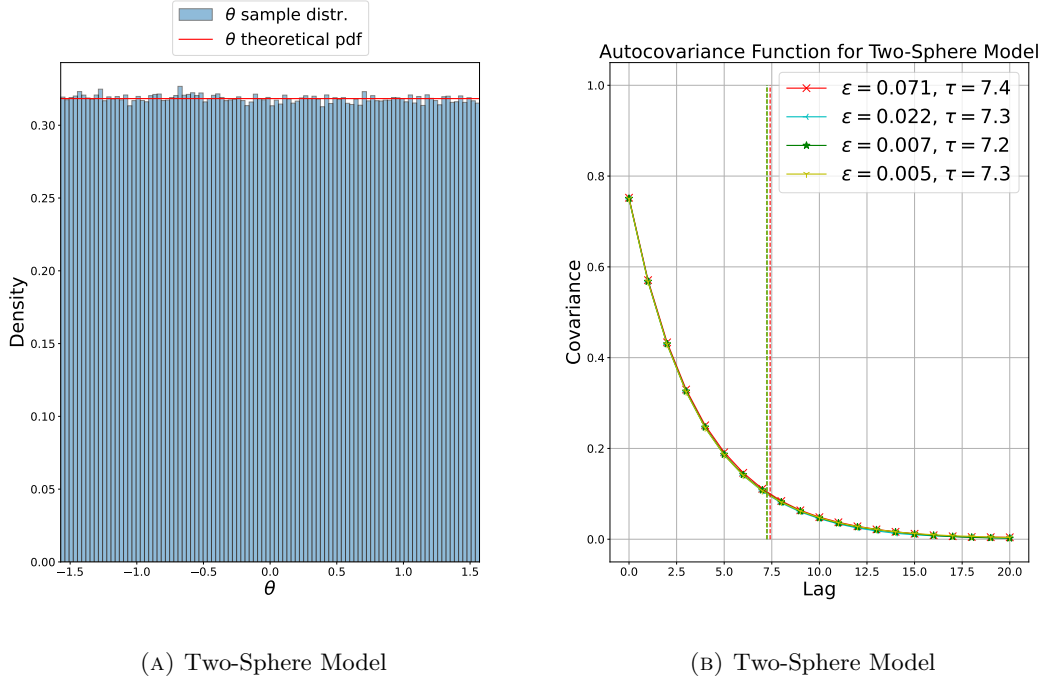 θ sample distr.
θ theoretical pdf
0.30
0.25
0.20
0.15
0.10
0.05
0.00
Density
−1.5 −1.0 −0.5 0.0 0.5 1.0 1.5
θ
(A) Two-Sphere Model
Autocovariance Function for Two-Sphere Model
ε = 0.071, τ = 7.4
ε = 0.022, τ = 7.3
ε = 0.007, τ = 7.2
ε = 0.005, τ = 7.3
1.0
0.8
0.6
0.4
0.2
0.0
Covariance
0.0 2.5 5.0 7.5 10.0 12.5 15.0 17.5 20.0
Lag
(B) Two-Sphere Model